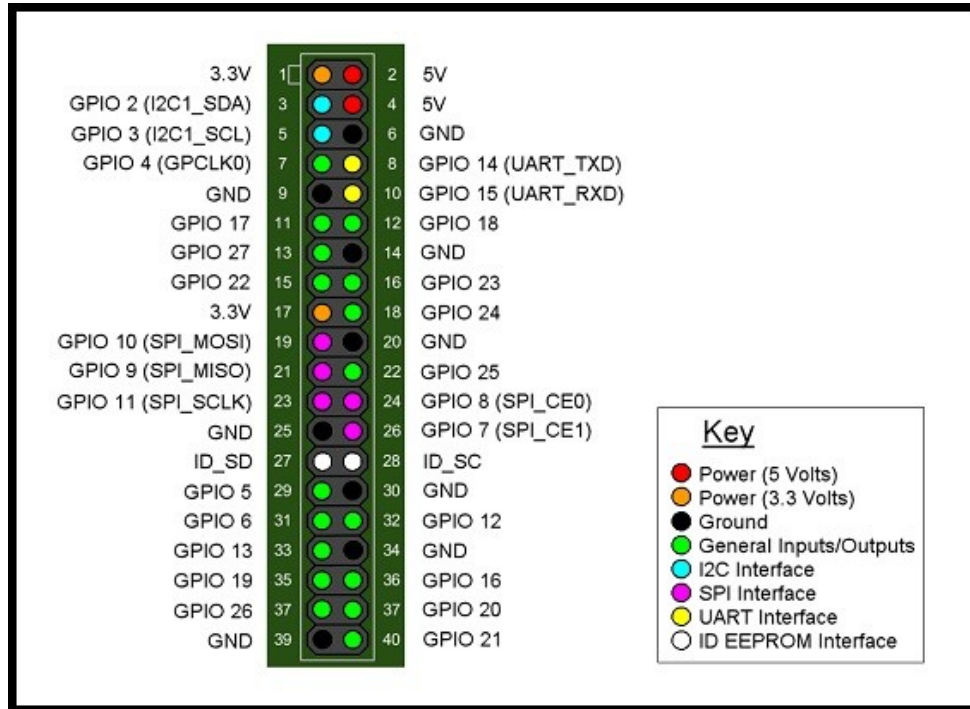 3.3V 1 2 5V
GPIO 2 (I2C1_SDA) 3 4 5V
GPIO 3 (I2C1_SCL) 5 6 GND
GPIO 4 (GPCLK0) 7 8 GPIO 14 (UART_TXD)
GND 9 10 GPIO 15 (UART_RXD)
GPIO 17 11 12 GPIO 18
GPIO 27 13 14 GND
GPIO 22 15 16 GPIO 23
3.3V 17 18 GPIO 24
GPIO 10 (SPI_MOSI) 19 20 GND
GPIO 9 (SPI_MISO) 21 22 GPIO 25
GPIO 11 (SPI_SCLK) 23 24 GPIO 8 (SPI_CE0)
GND 25 26 GPIO 7 (SPI_CE1)
ID_SD 27 28 ID_SC
GPIO 5 29 30 GND
GPIO 6 31 32 GPIO 12
GPIO 13 33 34 GND
GPIO 19 35 36 GPIO 16
GPIO 26 37 37 GPIO 20
GND 39 40 GPIO 21
Key
Power (5 Volts)
Power (3.3 Volts)
Ground
General Inputs/Outputs
I2C Interface
SPI Interface
UART Interface
ID EEPROM Interface